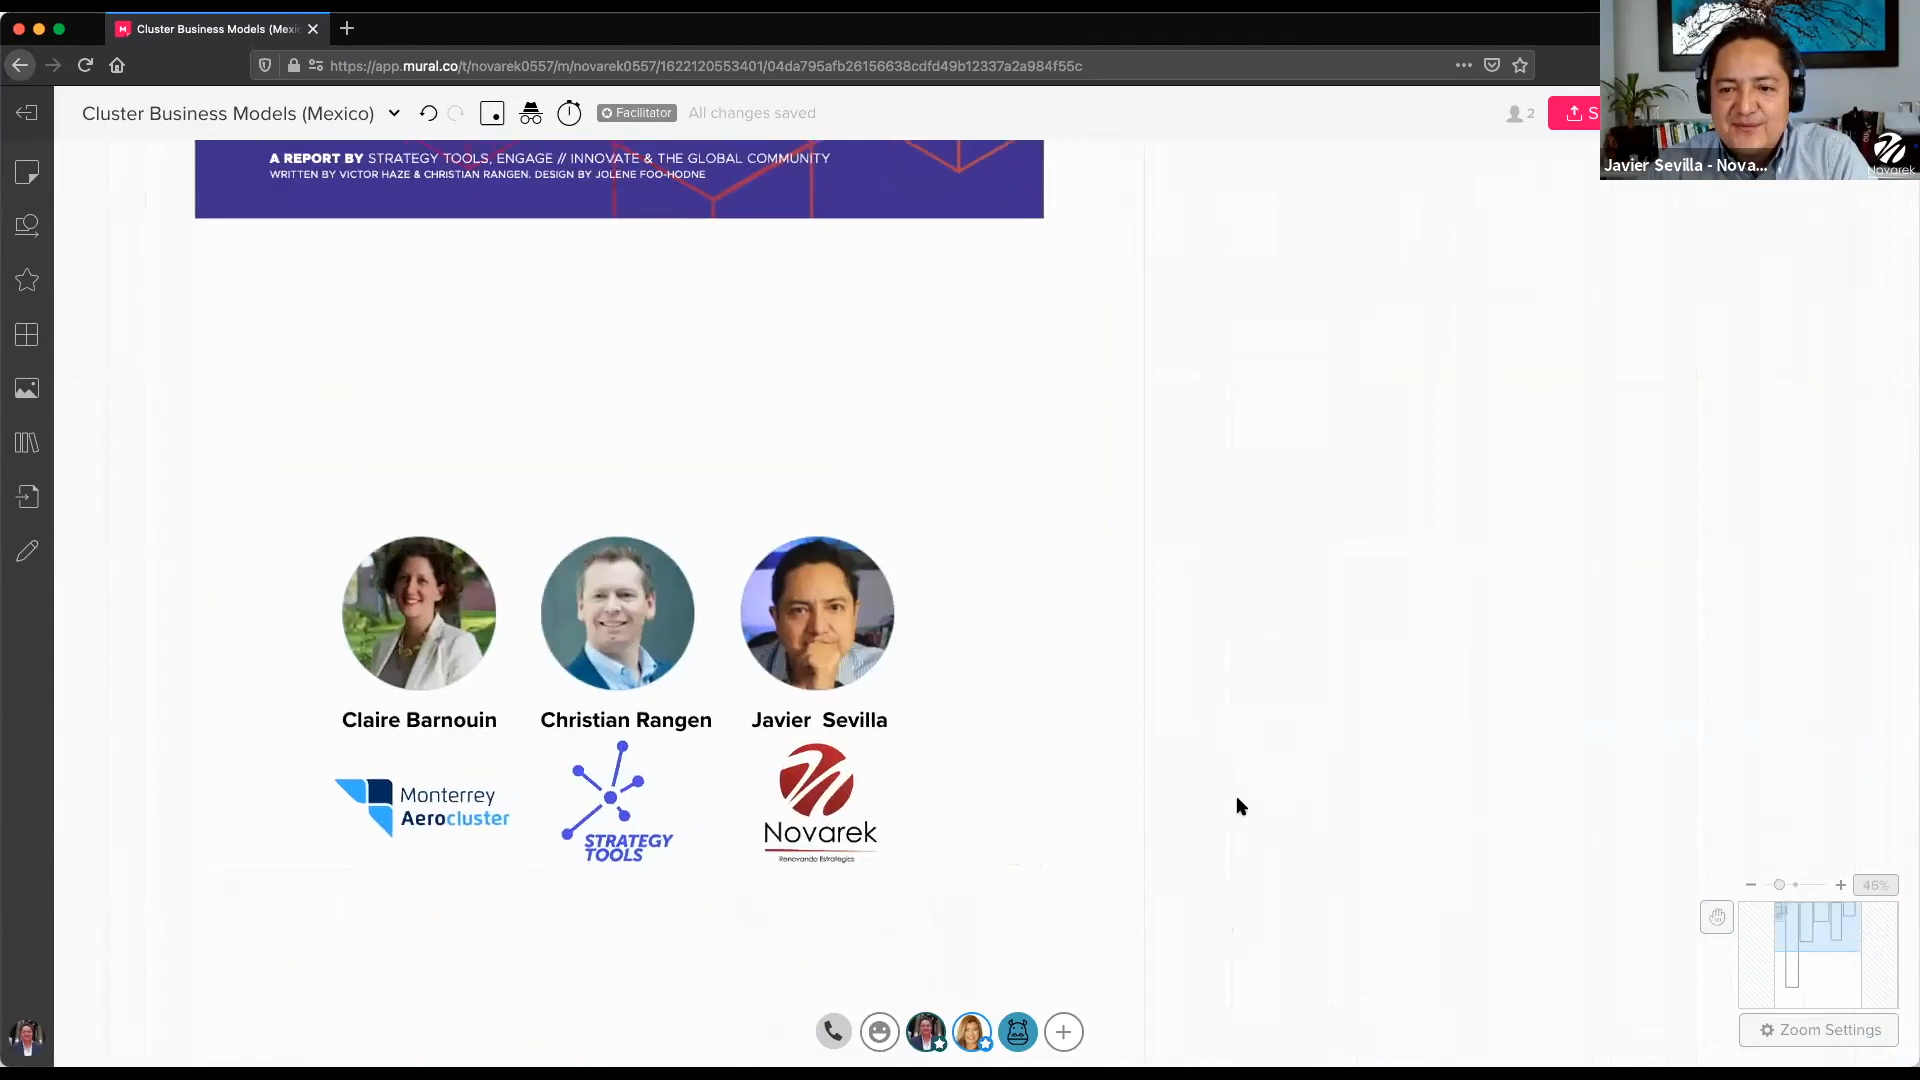 Cluster Business Models (Mexi
https://app.mural.co/t/novarek0557/m/novarek0557/1622120553401/04da795afb26156638cdfd49b12337a2a984f55c
Cluster Business Models (Mexico)
Facilitator
All changes saved
2
S
Javier Sevilla - Nova...
Novarek
A REPORT BY STRATEGY TOOLS, ENGAGE // INNOVATE & THE GLOBAL COMMUNITY
WRITTEN BY VICTOR HAZE & CHRISTIAN RANGEN. DESIGN BY JOLENE FOO-HODNE
Claire Barnouin
Christian Rangen
Javier Sevilla
Monterrey
Aerocluster
STRATEGY
TOOLS
Novarek
Renovando Estrategias
46%
Zoom Settings